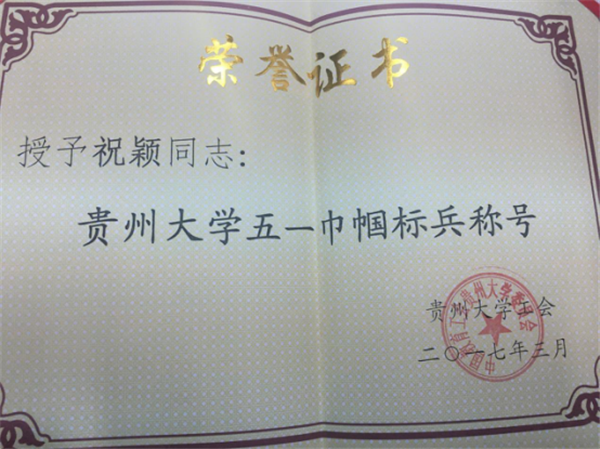 荣誉证书
授予祝颖同志：
贵州大学五一巾帼标兵称号
贵州大学工会
二〇一七年三月